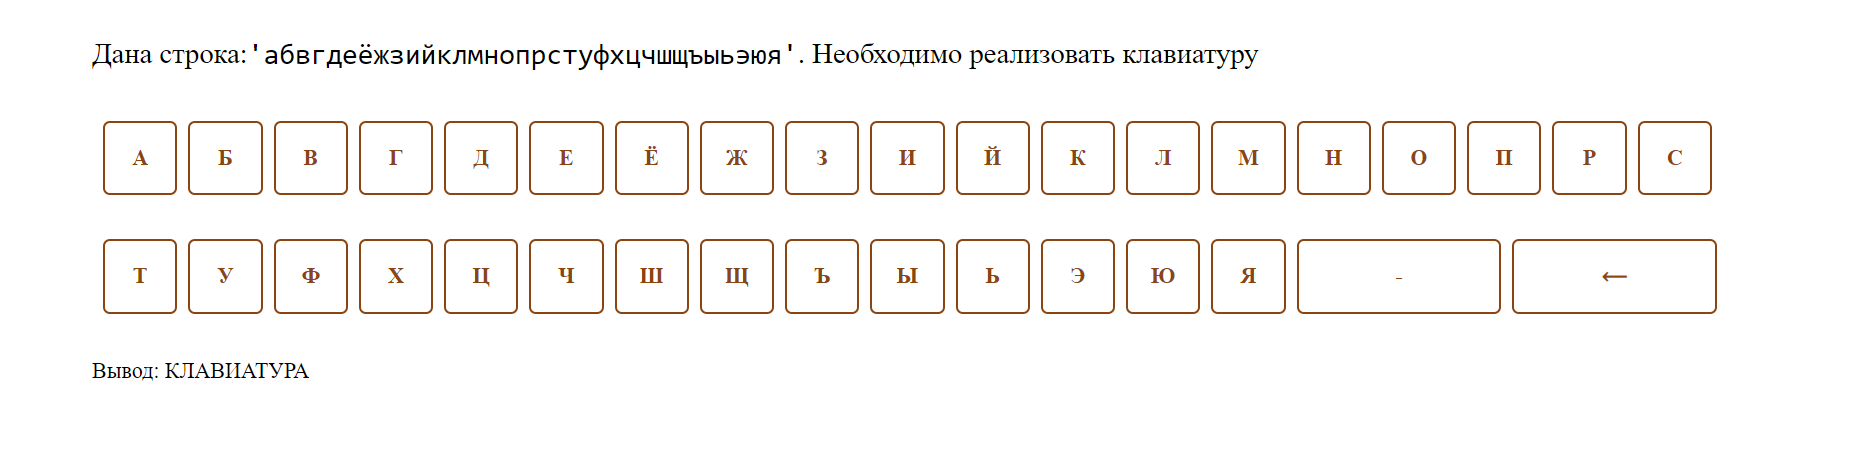 Дана строка: 'абвгдеёжзийклмнопрстуфхцчшщъыьэюя'. Необходимо реализовать клавиатуру
А Б В Г Д Е Ё Ж З И Й К Л М Н О П Р С
Т У Ф Х Ц Ч Ш Щ Ъ Ы Ь Э Ю Я - ←
Вывод: КЛАВИАТУРА